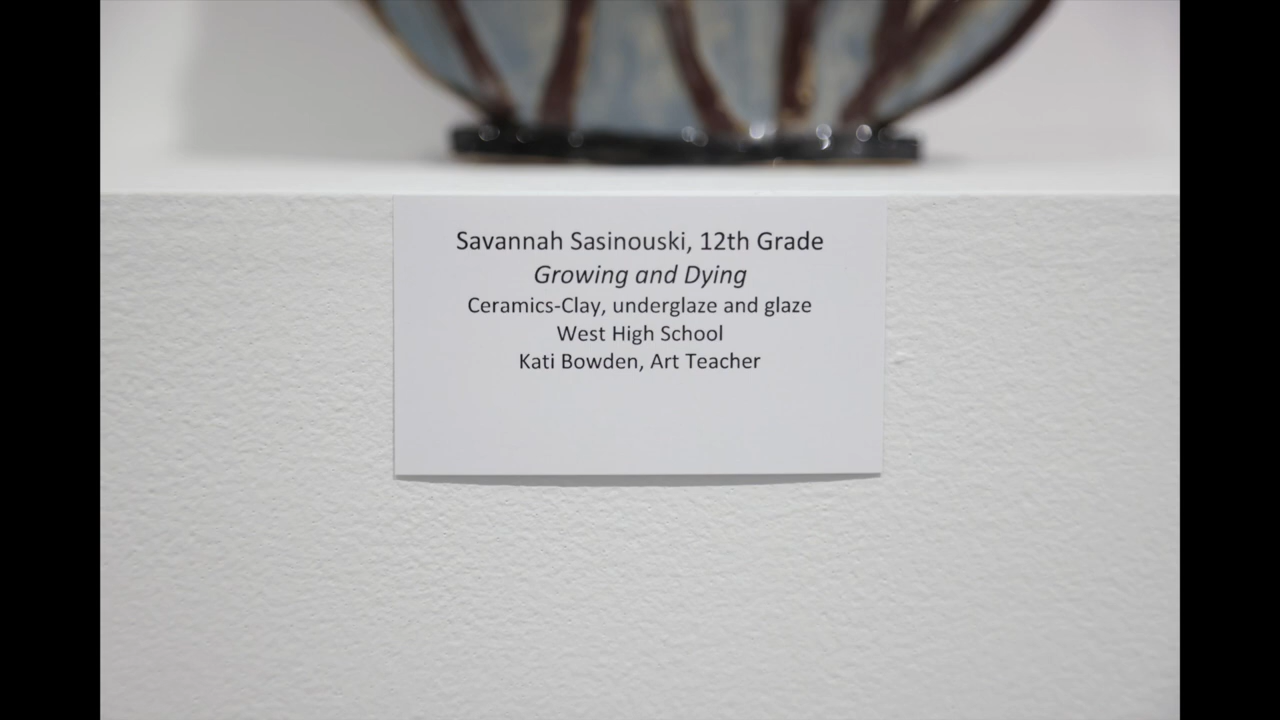 Savannah Sasinouski, 12th Grade
Growing and Dying
Ceramics-Clay, underglaze and glaze
West High School
Kati Bowden, Art Teacher